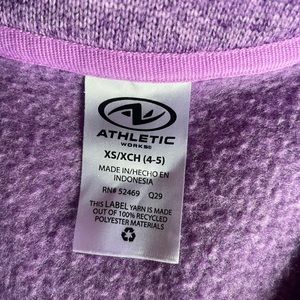 ATHLETIC
WORKS®
XS/XCH (4-5)
MADE IN/HECHO EN
INDONESIA
RN# 52469 Q29
THIS LABEL YARN IS MADE
OUT OF 100% RECYCLED
POLYESTER MATERIALS